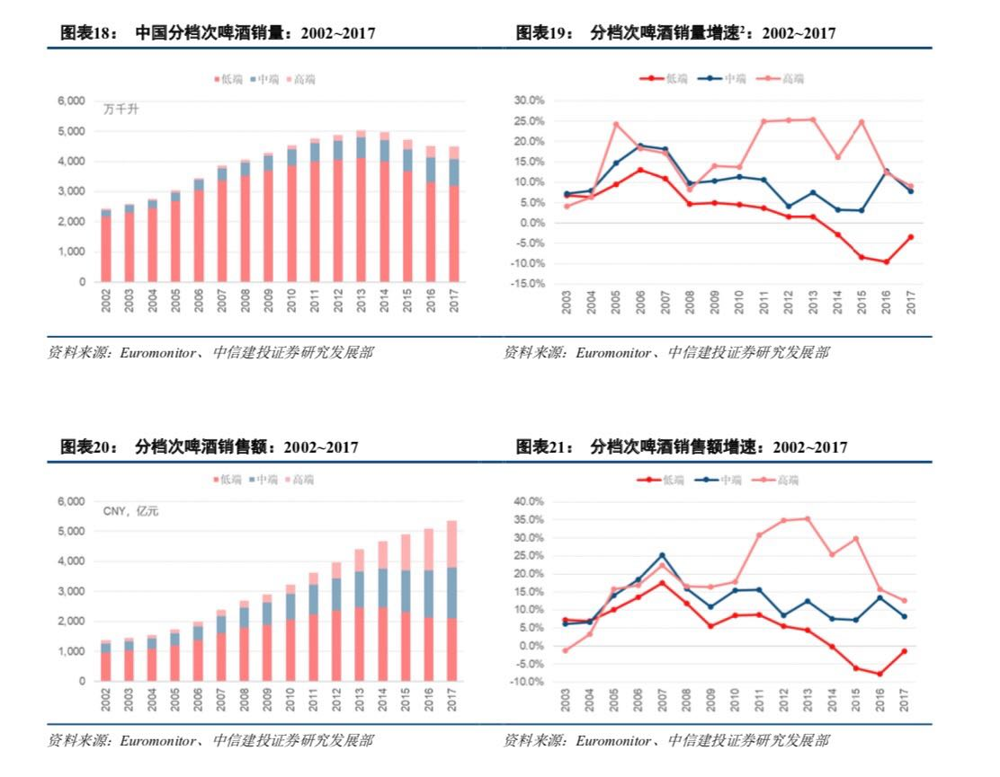 图表18： 中国分档次啤酒销量：2002~2017
低端 中端 高端
万千升
6,000
5,000
4,000
3,000
2,000
1,000
0
2002 2003 2004 2005 2006 2007 2008 2009 2010 2011 2012 2013 2014 2015 2016 2017
资料来源：Euromonitor、中信建投证券研究发展部
图表19： 分档次啤酒销量增速2：2002~2017
低端 中端 高端
30.0%
25.0%
20.0%
15.0%
10.0%
5.0%
0.0%
-5.0%
-10.0%
-15.0%
2003 2004 2005 2006 2007 2008 2009 2010 2011 2012 2013 2014 2015 2016 2017
资料来源：Euromonitor、中信建投证券研究发展部
图表20： 分档次啤酒销售额：2002~2017
低端 中端 高端
CNY，亿元
6,000
5,000
4,000
3,000
2,000
1,000
0
2002 2003 2004 2005 2006 2007 2008 2009 2010 2011 2012 2013 2014 2015 2016 2017
资料来源：Euromonitor、中信建投证券研究发展部
图表21： 分档次啤酒销售额增速：2002~2017
低端 中端 高端
40.0%
35.0%
30.0%
25.0%
20.0%
15.0%
10.0%
5.0%
0.0%
-5.0%
-10.0%
2003 2004 2005 2006 2007 2008 2009 2010 2011 2012 2013 2014 2015 2016 2017
资料来源：Euromonitor、中信建投证券研究发展部